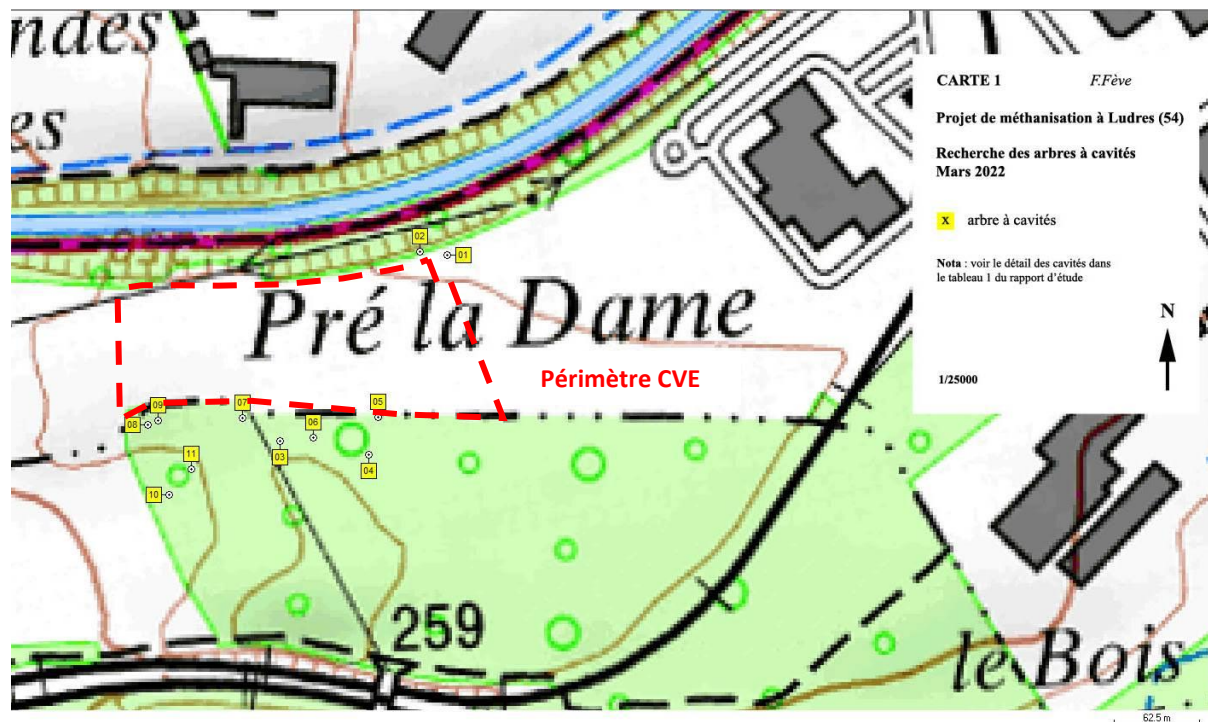 ndes
es
CARTE 1 F.Fève
Projet de méthanisation à Ludres (54)
Recherche des arbres à cavités
Mars 2022
X arbre à cavités
Nota : voir le détail des cavités dans
le tableau 1 du rapport d'étude
N
1/25000
02
01
Pré la Dame
Périmètre CVE
05
09
07
08
06
03
04
11
10
259
le Bois
62.5 m